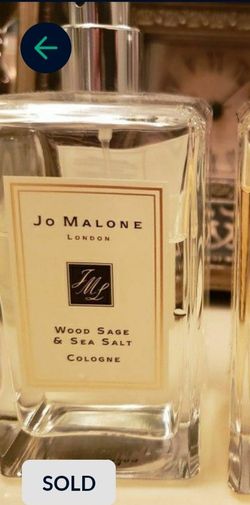 JO MALONE
LONDON
JML
WOOD SAGE
& SEA SALT
COLOGNE
SOLD